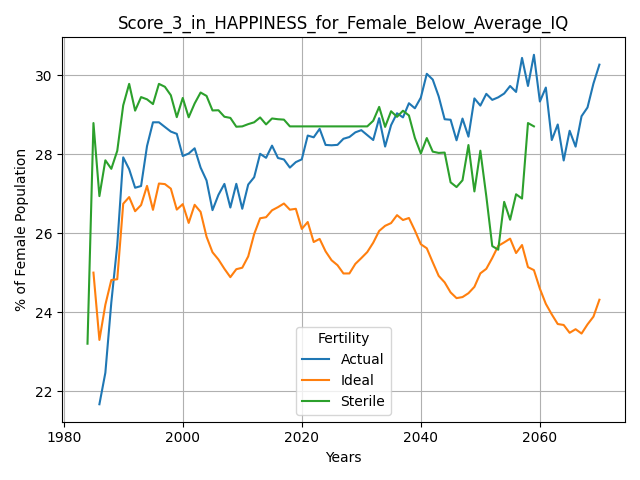 Score_3_in_HAPPINESS_for_Female_Below_Average_IQ
% of Female Population
30
28
26
24
22
Fertility
Actual
Ideal
Sterile
1980
2000
2020
2040
2060
Years